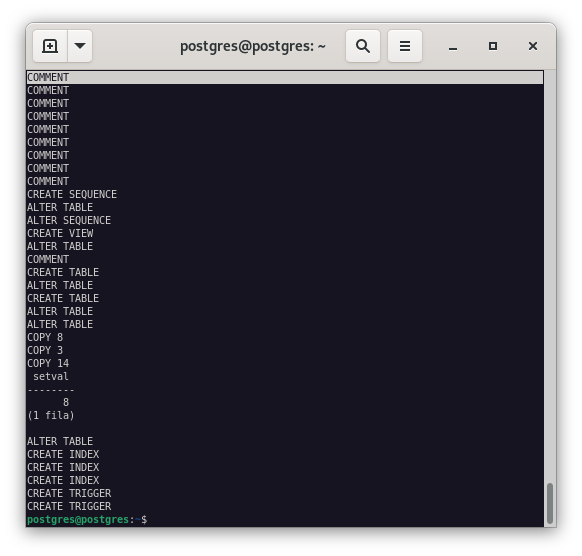 postgres@postgres: ~
COMMENT
COMMENT
COMMENT
COMMENT
COMMENT
COMMENT
COMMENT
COMMENT
COMMENT
CREATE SEQUENCE
ALTER TABLE
ALTER SEQUENCE
CREATE VIEW
ALTER TABLE
COMMENT
CREATE TABLE
ALTER TABLE
CREATE TABLE
ALTER TABLE
ALTER TABLE
COPY 8
COPY 3
COPY 14
 setval
--------
      8
(1 fila)

ALTER TABLE
CREATE INDEX
CREATE INDEX
CREATE INDEX
CREATE TRIGGER
CREATE TRIGGER
postgres@postgres:~$